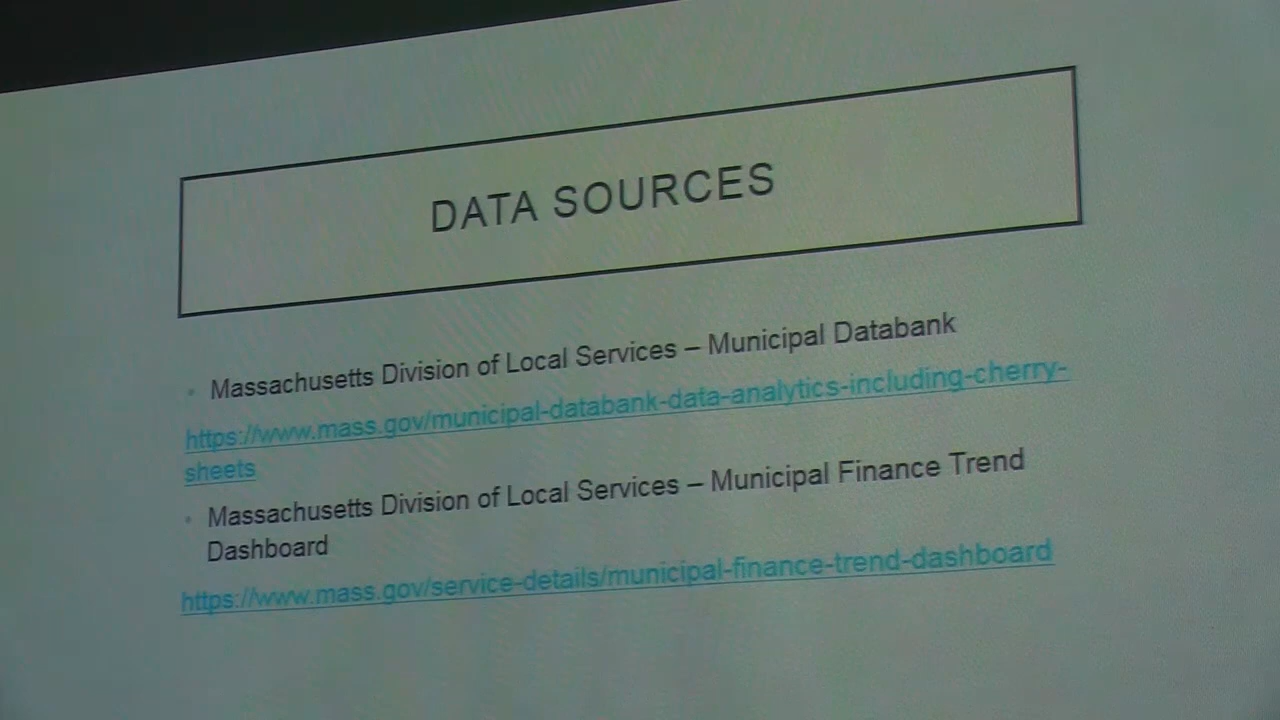 DATA SOURCES
• Massachusetts Division of Local Services – Municipal Databank
https://www.mass.gov/municipal-databank-data-analytics-including-cherry-
sheets
• Massachusetts Division of Local Services – Municipal Finance Trend
Dashboard
https://www.mass.gov/service-details/municipal-finance-trend-dashboard